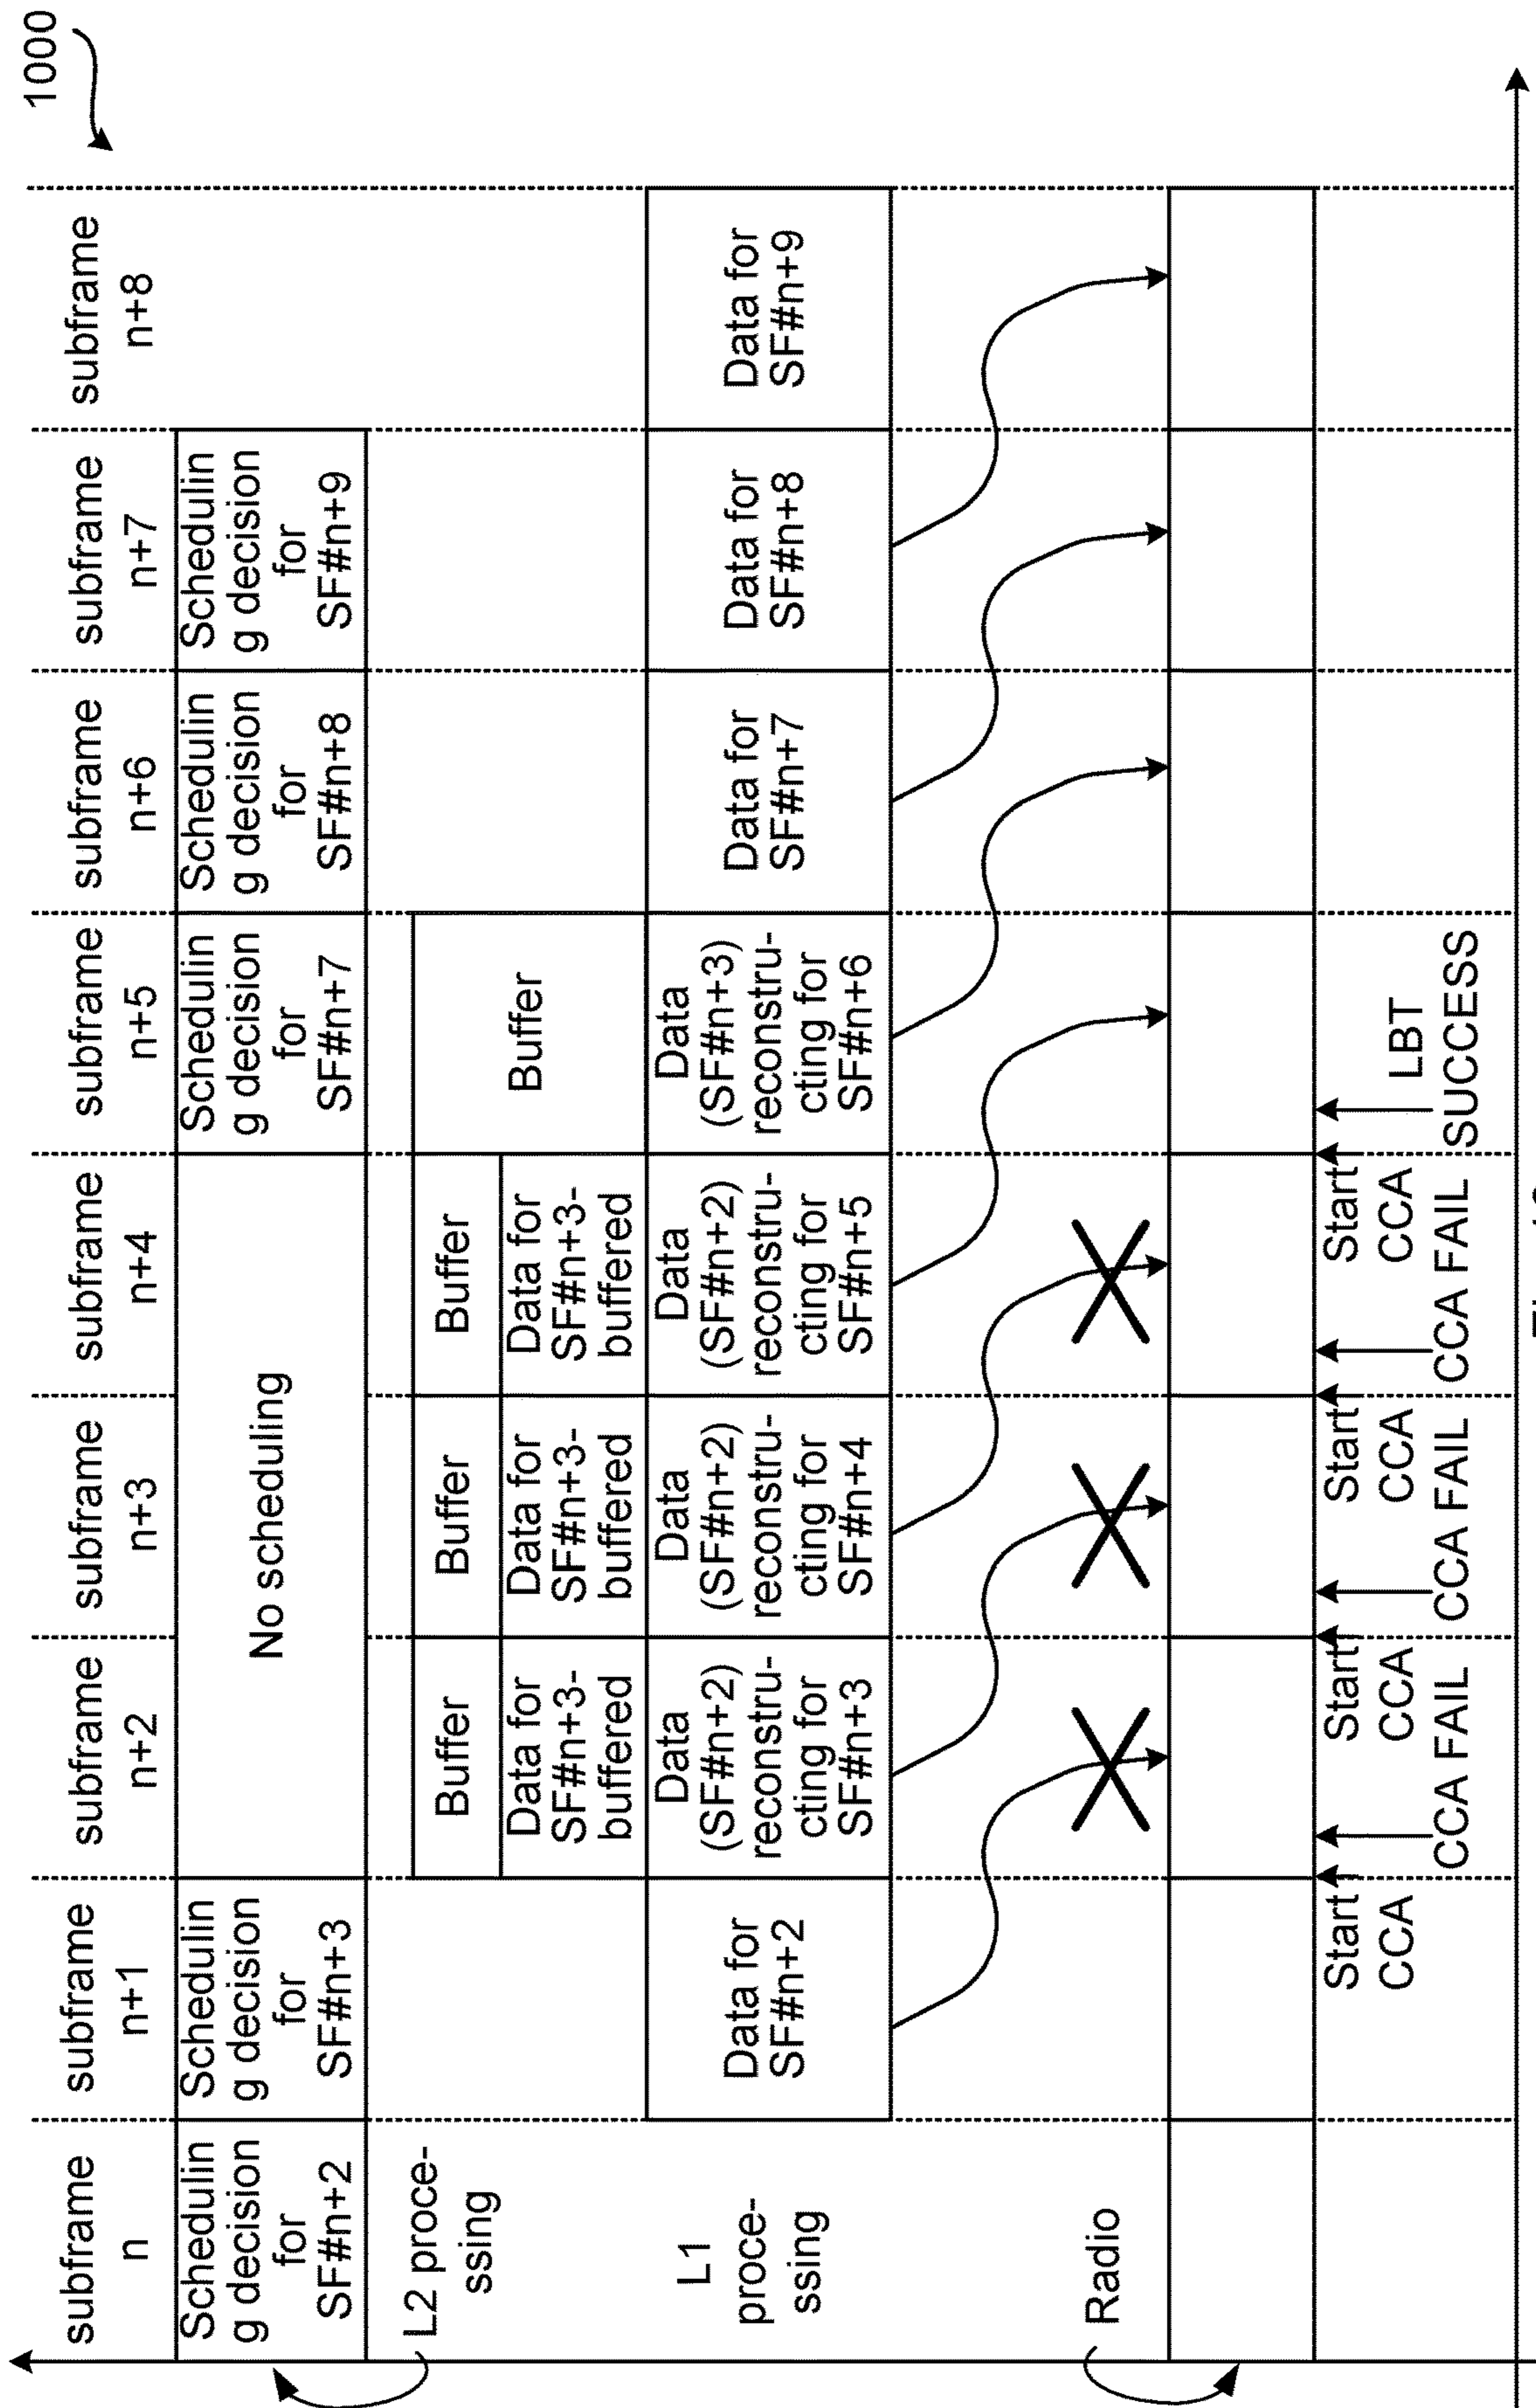 1000
subframe
n
subframe
n+1
subframe
n+2
subframe
n+3
subframe
n+4
subframe
n+5
subframe
n+6
subframe
n+7
subframe
n+8
Schedulin
g decision
for
SF#n+2
Schedulin
g decision
for
SF#n+3
No scheduling
Schedulin
g decision
for
SF#n+7
Schedulin
g decision
for
SF#n+8
Schedulin
g decision
for
SF#n+9
L2 proce-
ssing
Buffer
Buffer
Buffer
Buffer
Data for
SF#n+3-
buffered
Data for
SF#n+3-
buffered
Data for
SF#n+3-
buffered
L1
proce-
ssing
Data for
SF#n+2
Data
(SF#n+2)
reconstru-
cting for
SF#n+3
Data
(SF#n+2)
reconstru-
cting for
SF#n+4
Data
(SF#n+2)
reconstru-
cting for
SF#n+5
Data
(SF#n+3)
reconstru-
cting for
SF#n+6
Data for
SF#n+7
Data for
SF#n+8
Data for
SF#n+9
Radio
Start
CCA
CCA FAIL
Start
CCA
CCA FAIL
Start
CCA
CCA FAIL
Start
CCA
LBT
SUCCESS